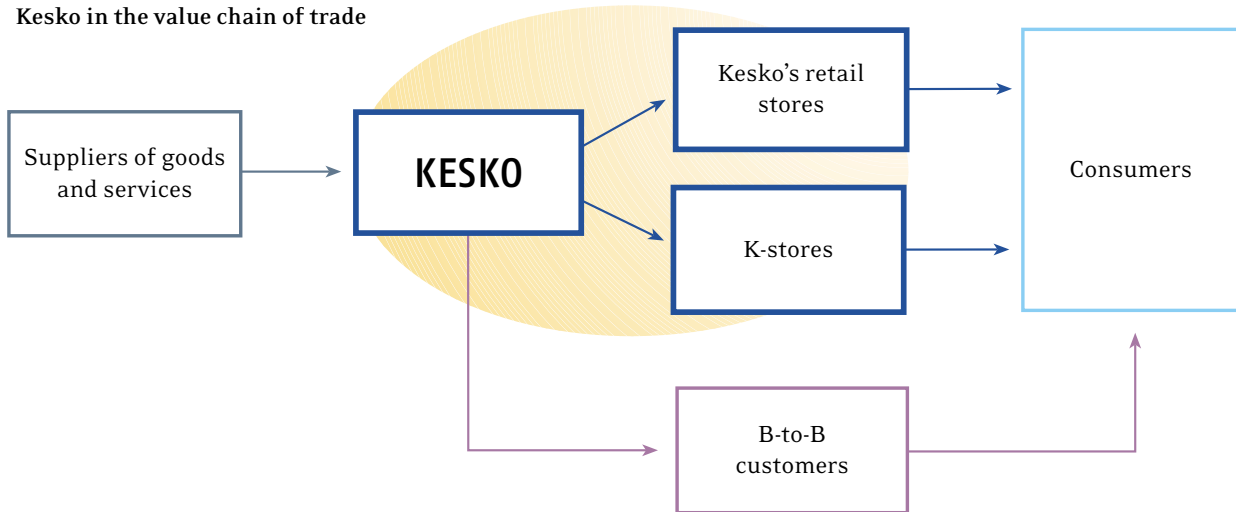 Kesko in the value chain of trade
Suppliers of goods
and services
KESKO
Kesko’s retail
stores
K-stores
Consumers
B-to-B
customers